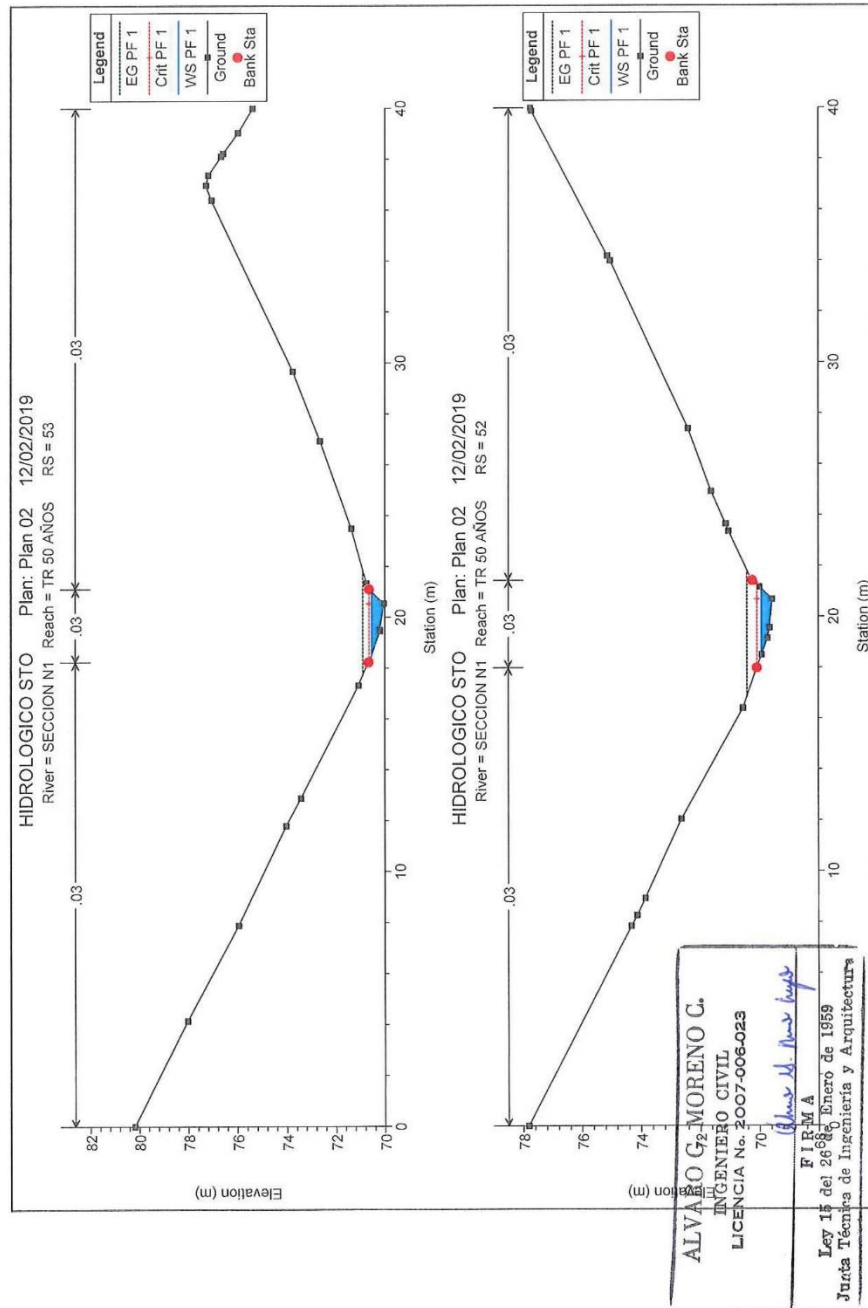 HIDROLOGICO STO    Plan: Plan 02    12/02/2019
River = SECCION N1   Reach = TR 50 AÑOS   RS = 53
.03
.03
.03
Legend
EG PF 1
Crit PF 1
WS PF 1
Ground
Bank Sta
Elevation (m)
82
80
78
76
74
72
70
0
10
20
30
40
Station (m)
HIDROLOGICO STO    Plan: Plan 02    12/02/2019
River = SECCION N1   Reach = TR 50 AÑOS   RS = 52
.03
.03
.03
Legend
EG PF 1
Crit PF 1
WS PF 1
Ground
Bank Sta
Elevation (m)
78
76
74
72
70
68
0
10
20
30
40
Station (m)
ALVARO G. MORENO C.
INGENIERO CIVIL
LICENCIA No. 2007-006-023
FIRMA
Ley 15 del 26 de Enero de 1959
Junta Técnica de Ingeniería y Arquitectura